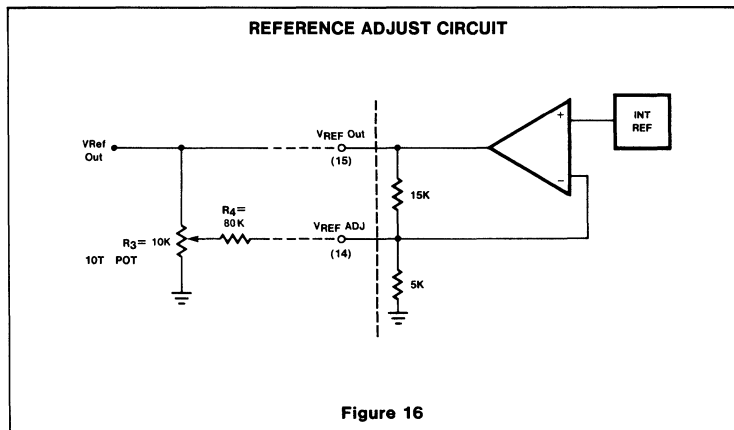 REFERENCE ADJUST CIRCUIT
INT
REF
+
VRef
Out
VREF Out
(15)
−
15K
R4=
80K
VREF ADJ
R3= 10K
10T POT
(14)
5K
Figure 16